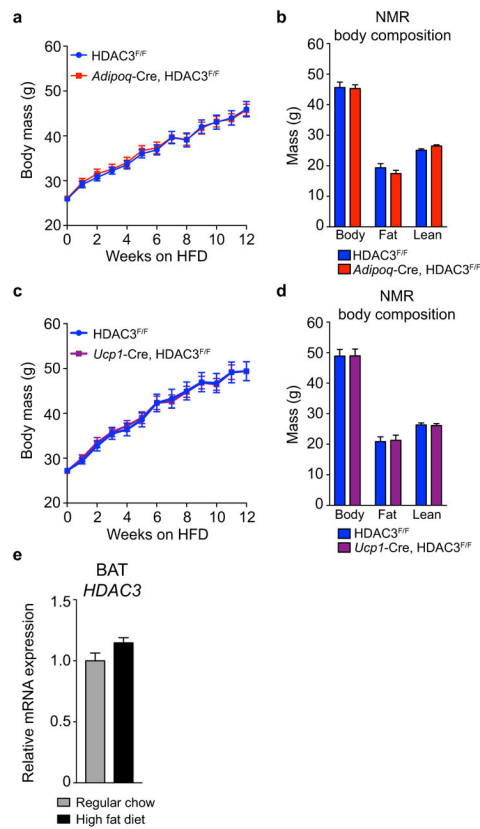 a
Body mass (g)
60
50
40
30
20
HDAC3F/F
Adipoq-Cre, HDAC3F/F
0 2 4 6 8 10 12
Weeks on HFD
b
NMR
body composition
Mass (g)
60
50
40
30
20
10
0
Body Fat Lean
HDAC3F/F
Adipoq-Cre, HDAC3F/F
c
Body mass (g)
60
50
40
30
20
HDAC3F/F
Ucp1-Cre, HDAC3F/F
0 2 4 6 8 10 12
Weeks on HFD
d
NMR
body composition
Mass (g)
60
50
40
30
20
10
0
Body Fat Lean
HDAC3F/F
Ucp1-Cre, HDAC3F/F
e
BAT
HDAC3
Relative mRNA expression
1.5
1.0
0.5
0
Regular chow
High fat diet